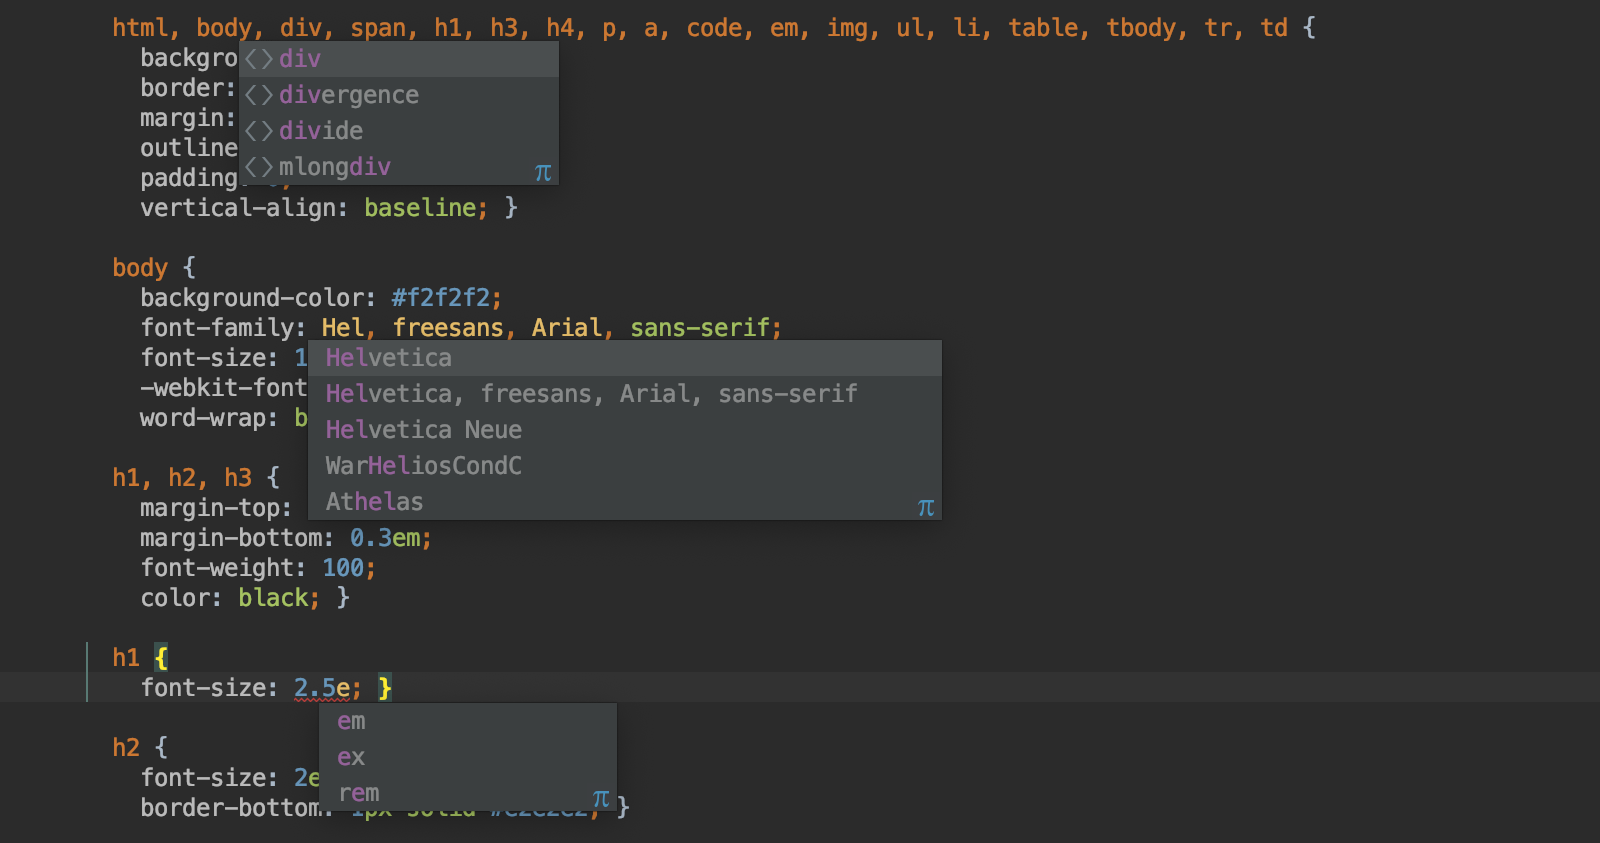 html, body, div, span, h1, h3, h4, p, a, code, em, img, ul, li, table, tbody, tr, td {
backgro
<> div
border:
<> divergence
margin:
<> divide
outline
<> mlongdiv
π
padding:
vertical-align: baseline; }
body {
background-color: #f2f2f2;
font-family: Hel, freesans, Arial, sans-serif;
font-size: 1
Helvetica
-webkit-font
Helvetica, freesans, Arial, sans-serif
word-wrap: b
Helvetica Neue
WarHeliosCondC
h1, h2, h3 {
Athelas
π
margin-top:
margin-bottom: 0.3em;
font-weight: 100;
color: black; }
h1 {
font-size: 2.5e; }
em
h2 {
ex
font-size: 2e
rem
π
border-bottom: 1px solid }